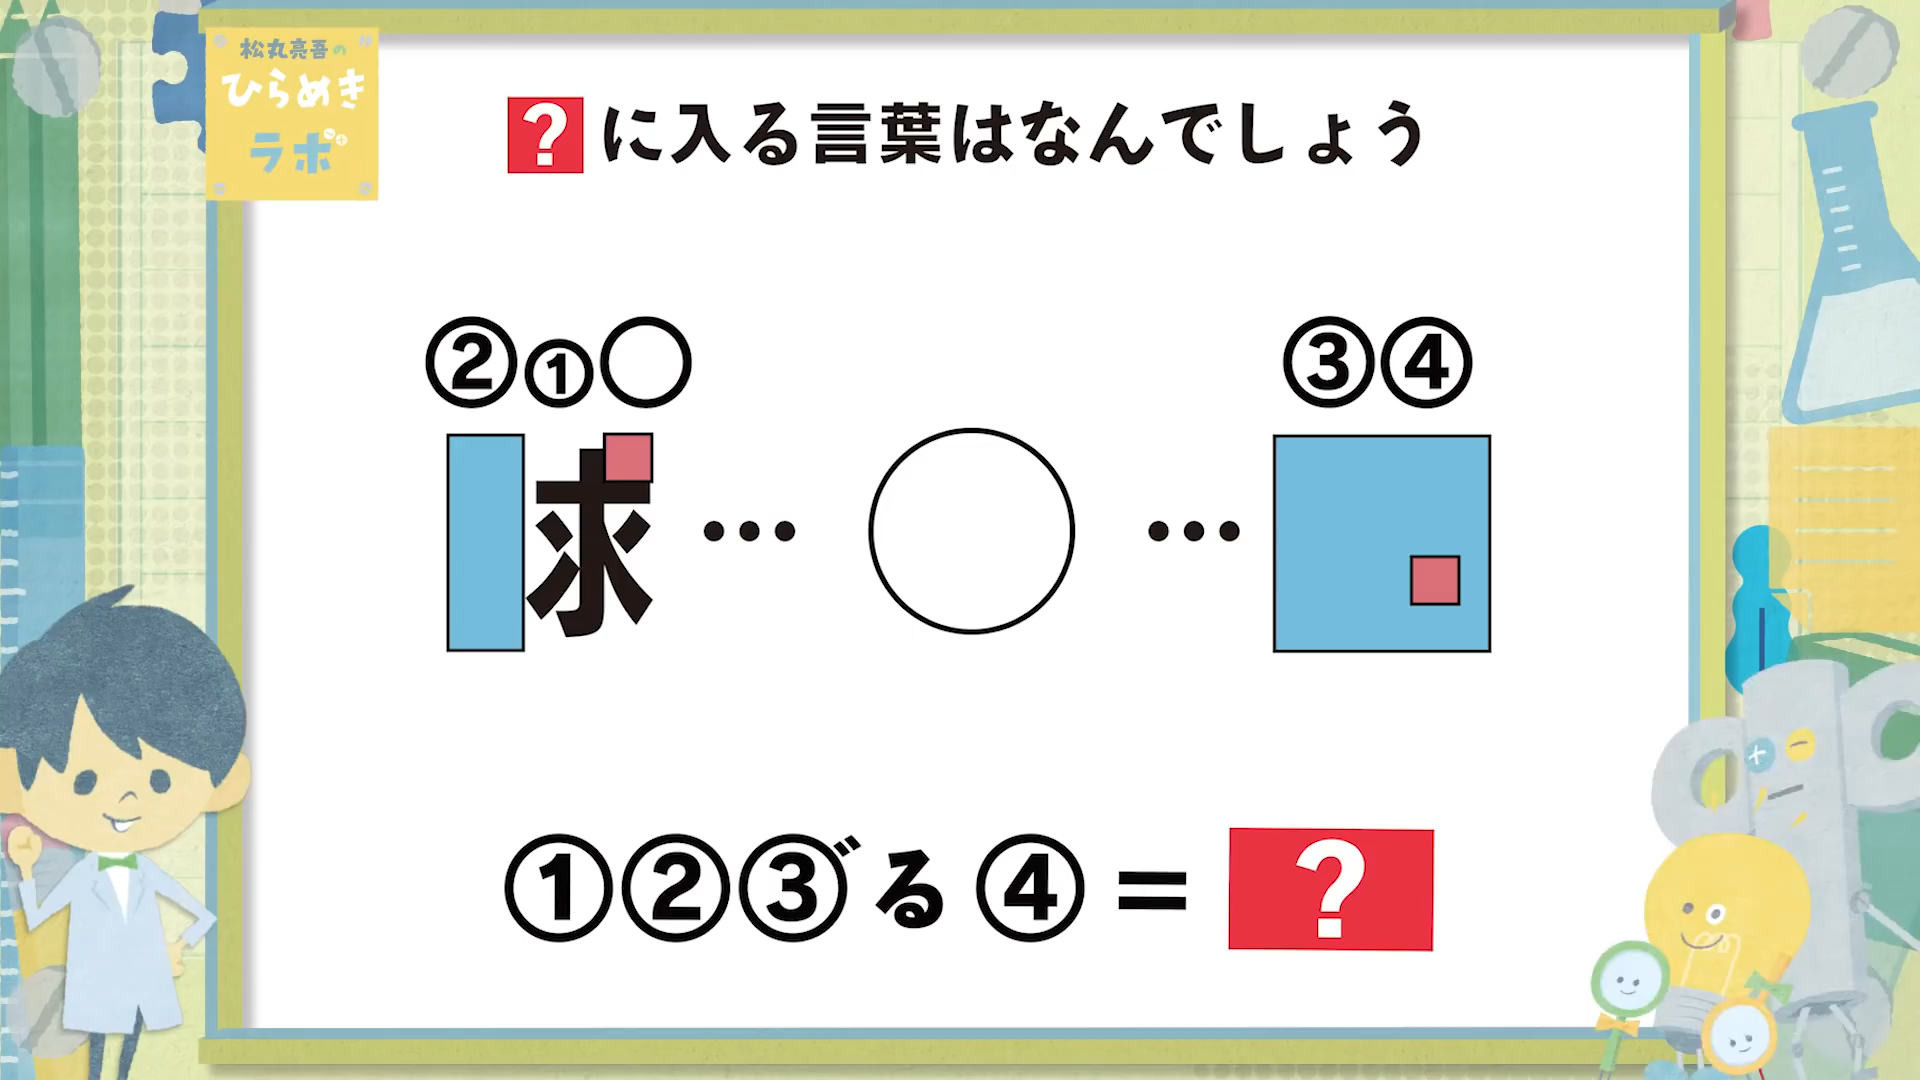 松丸亮吾の
ひらめき
ラボ
?に入る言葉はなんでしょう
②①○ ③④
求 … ○ …
①②③゛る④=?